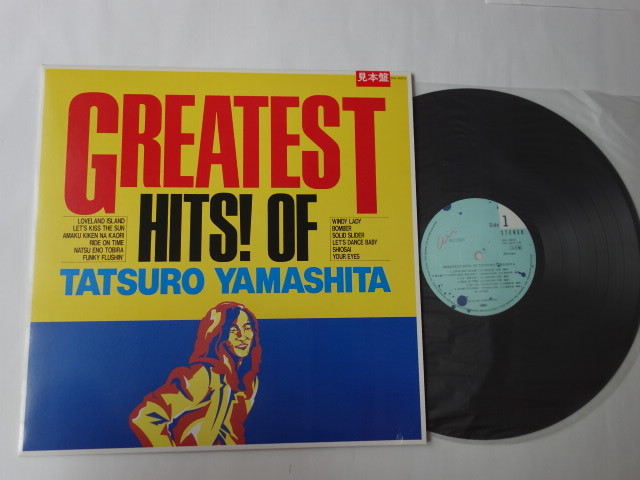 見本盤
GREATEST
HITS! OF
LOVELAND ISLAND
LET'S KISS THE SUN
AMAKU KIKEN NA KAORI
RIDE ON TIME
NATSU ENO TOBIRA
FUNKY FLUSHIN'
WINDY LADY
BOMBER
SOLID SLIDER
LET'S DANCE BABY
SHIOSAI
YOUR EYES
TATSURO YAMASHITA
Side 1
STEREO